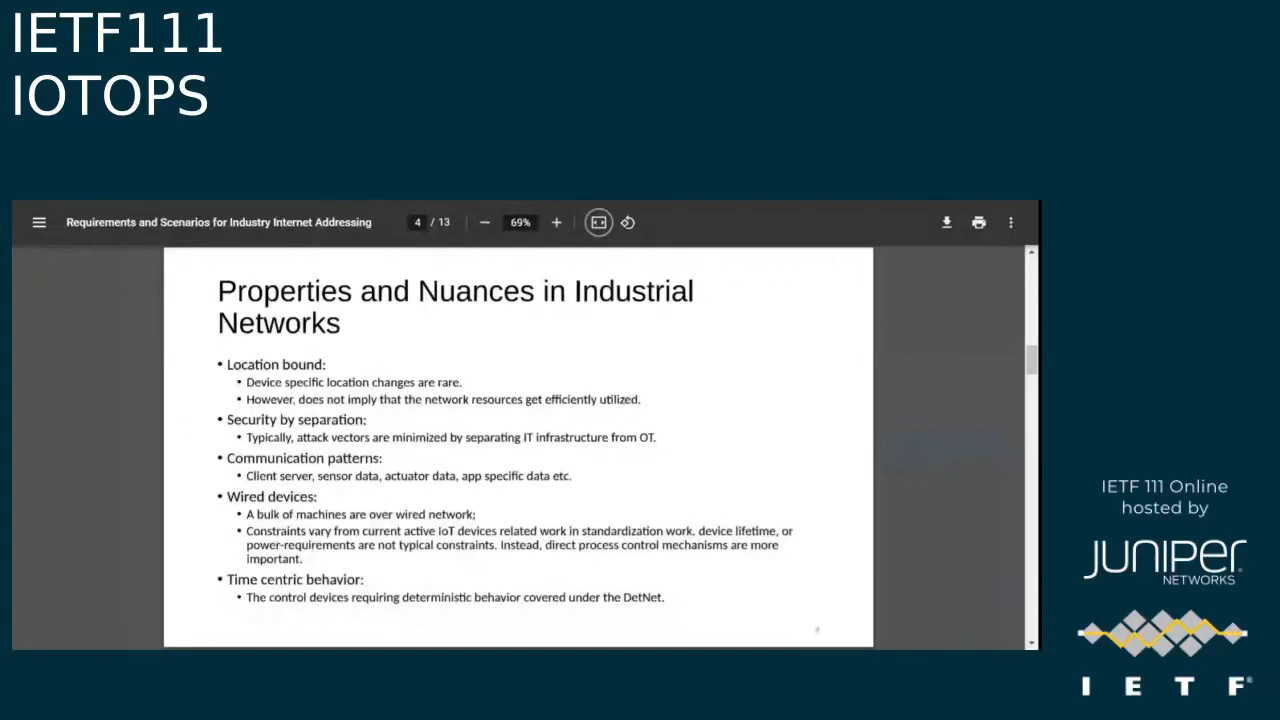 IETF111
IOTOPS
Requirements and Scenarios for Industry Internet Addressing
4 / 13
69%
Properties and Nuances in Industrial
Networks
• Location bound:
• Device specific location changes are rare.
• However, does not imply that the network resources get efficiently utilized.
• Security by separation:
• Typically, attack vectors are minimized by separating IT infrastructure from OT.
• Communication patterns:
• Client server, sensor data, actuator data, app specific data etc.
• Wired devices:
• A bulk of machines are over wired network;
• Constraints vary from current active IoT devices related work in standardization work. device lifetime, or
power-requirements are not typical constraints. Instead, direct process control mechanisms are more
important.
• Time centric behavior:
• The control devices requiring deterministic behavior covered under the DetNet.
IETF 111 Online
hosted by
JUNIPER
NETWORKS
I E T F®